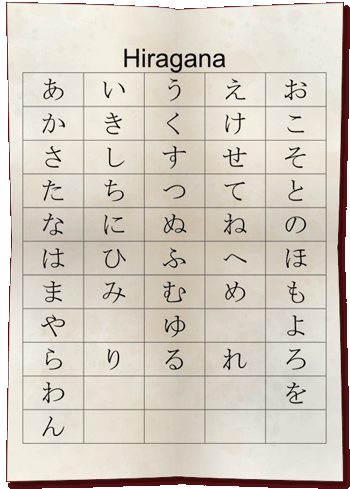 Hiragana
あ い う え お
か き く け こ
さ し す せ そ
た ち つ て と
な に ぬ ね の
は ひ ふ へ ほ
ま み む め も
や ゆ よ
ら り る れ ろ
わ を
ん